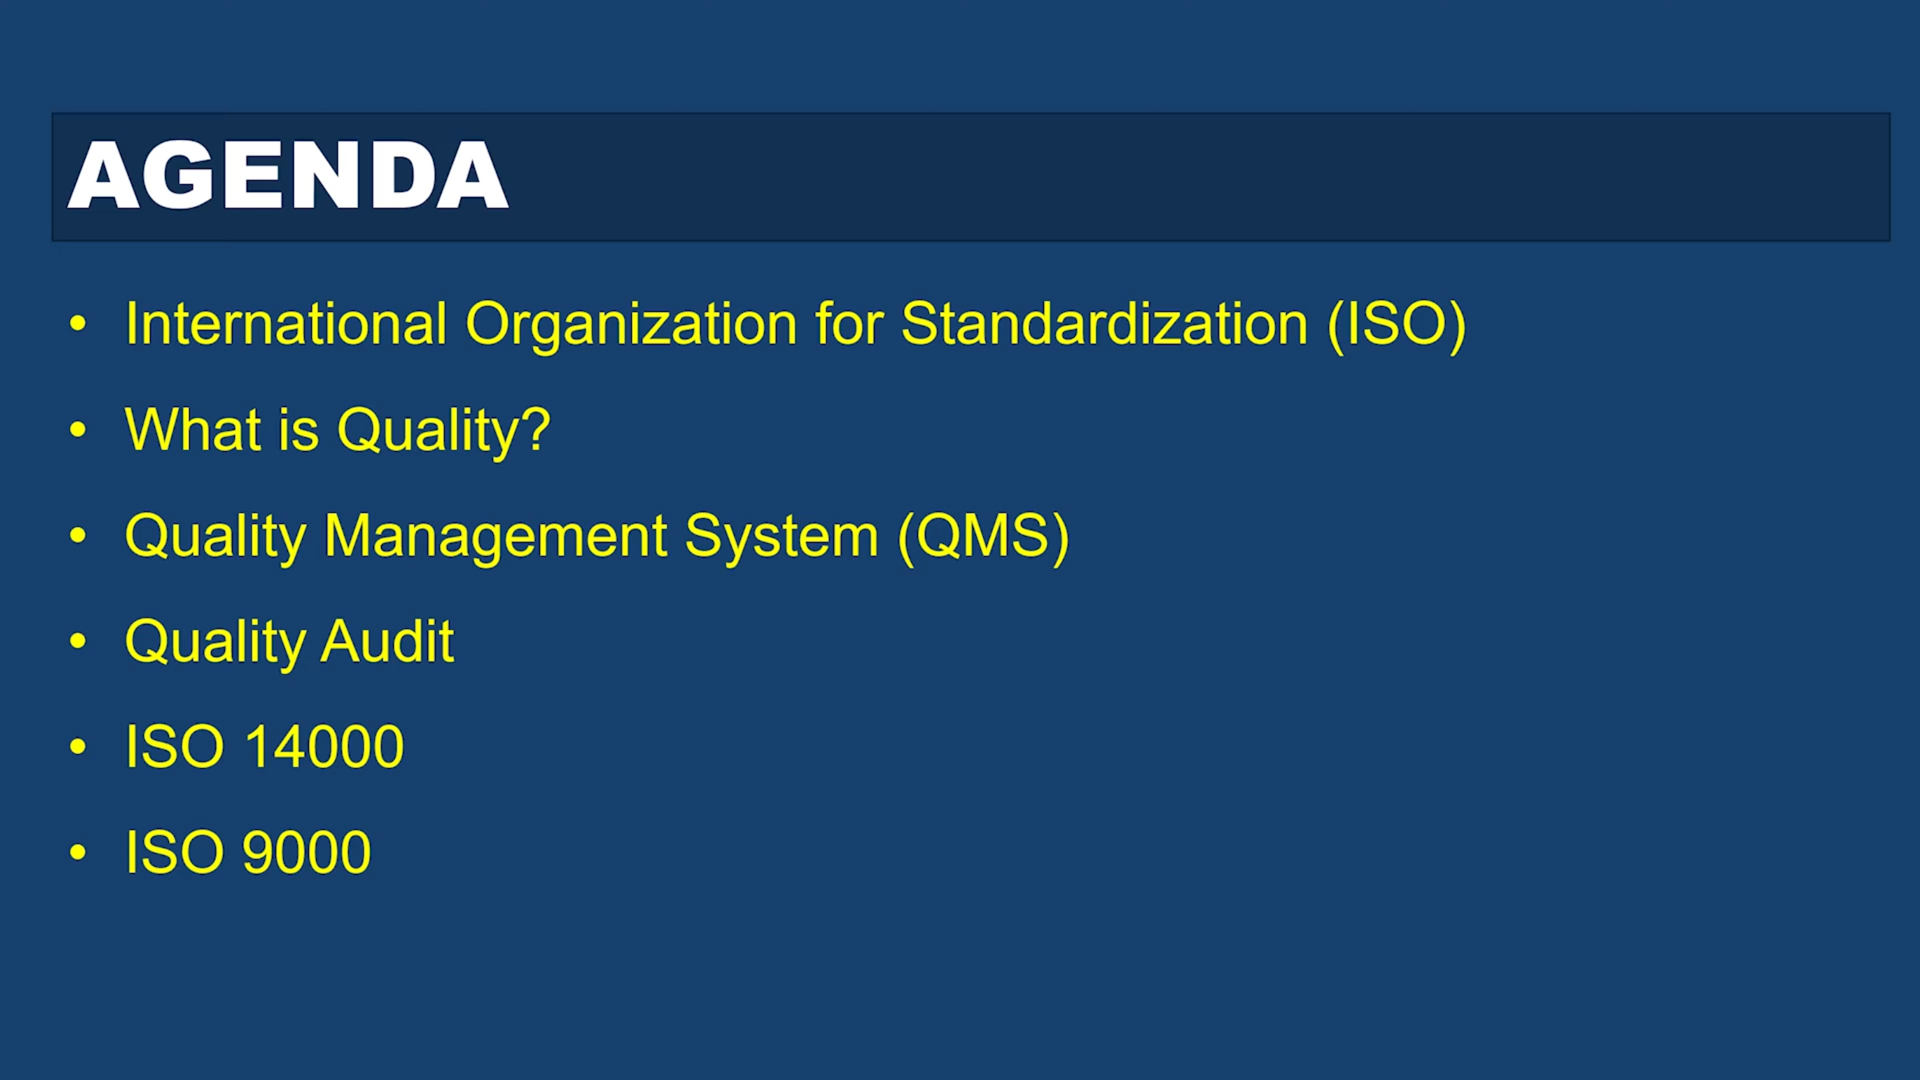 AGENDA
• International Organization for Standardization (ISO)
• What is Quality?
• Quality Management System (QMS)
• Quality Audit
• ISO 14000
• ISO 9000